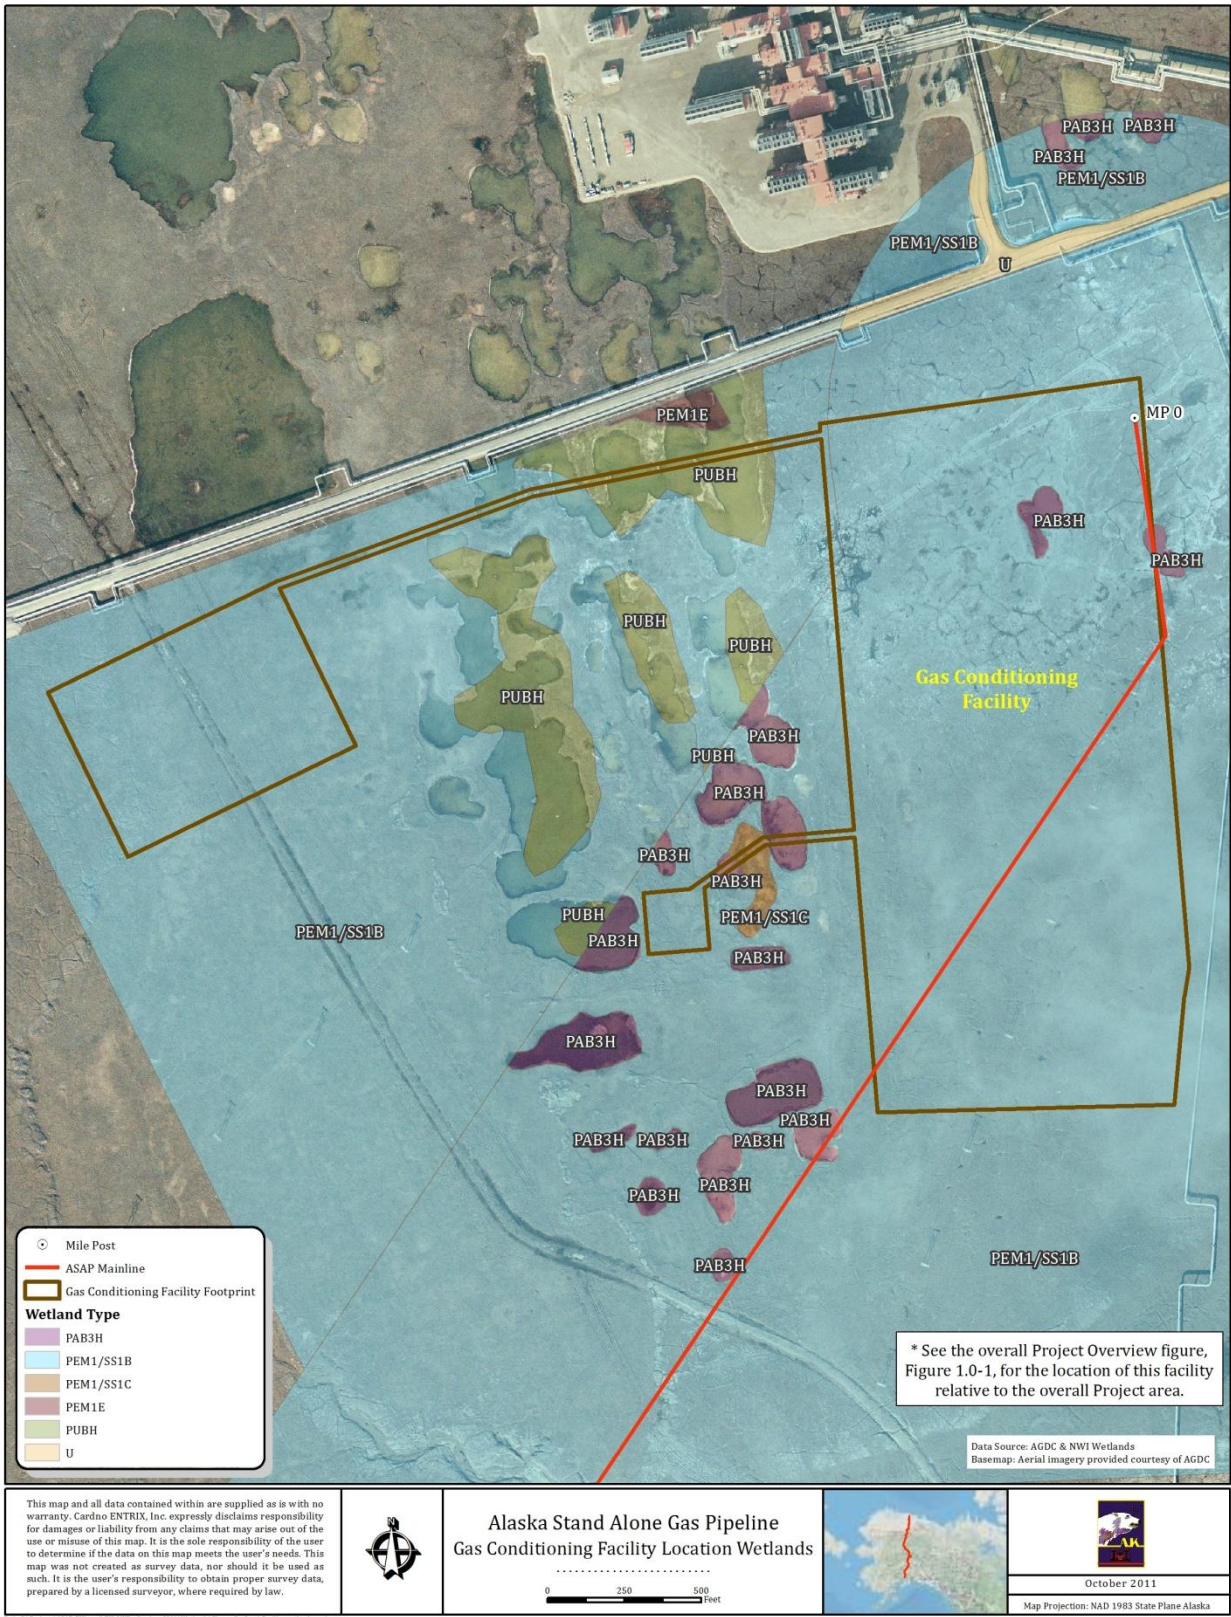 PAB3H
PAB3H
PAB3H
PEM1/SS1B
PEM1/SS1B
U
PEM1E
MP 0
PUBH
PAB3H
PAB3H
PUBH
PUBH
Gas Conditioning
Facility
PUBH
PAB3H
PUBH
PAB3H
PAB3H
PAB3H
PUBH
PEM1/SS1C
PEM1/SS1B
PAB3H
PAB3H
PAB3H
PAB3H
PAB3H
PAB3H
PAB3H
PAB3H
PAB3H
PAB3H
PAB3H
PEM1/SS1B
Mile Post
ASAP Mainline
Gas Conditioning Facility Footprint
Wetland Type
PAB3H
PEM1/SS1B
PEM1/SS1C
PEM1E
PUBH
U
* See the overall Project Overview figure,
Figure 1.0-1, for the location of this facility
relative to the overall Project area.
Data Source: AGDC & NWI Wetlands
Basemap: Aerial imagery provided courtesy of AGDC
This map and all data contained within are supplied as is with no
warranty. Cardno ENTRIX, Inc. expressly disclaims responsibility
for damages or liability from any claims that may arise out of the
use or misuse of this map. It is the sole responsibility of the user
to determine if the data on this map meets the user's needs. This
map was not created as survey data, nor should it be used as
such. It is the user's responsibility to obtain proper survey data,
prepared by a licensed surveyor, where required by law.
N
Alaska Stand Alone Gas Pipeline
Gas Conditioning Facility Location Wetlands
0 250 500
Feet
AK
October 2011
Map Projection: NAD 1983 State Plane Alaska